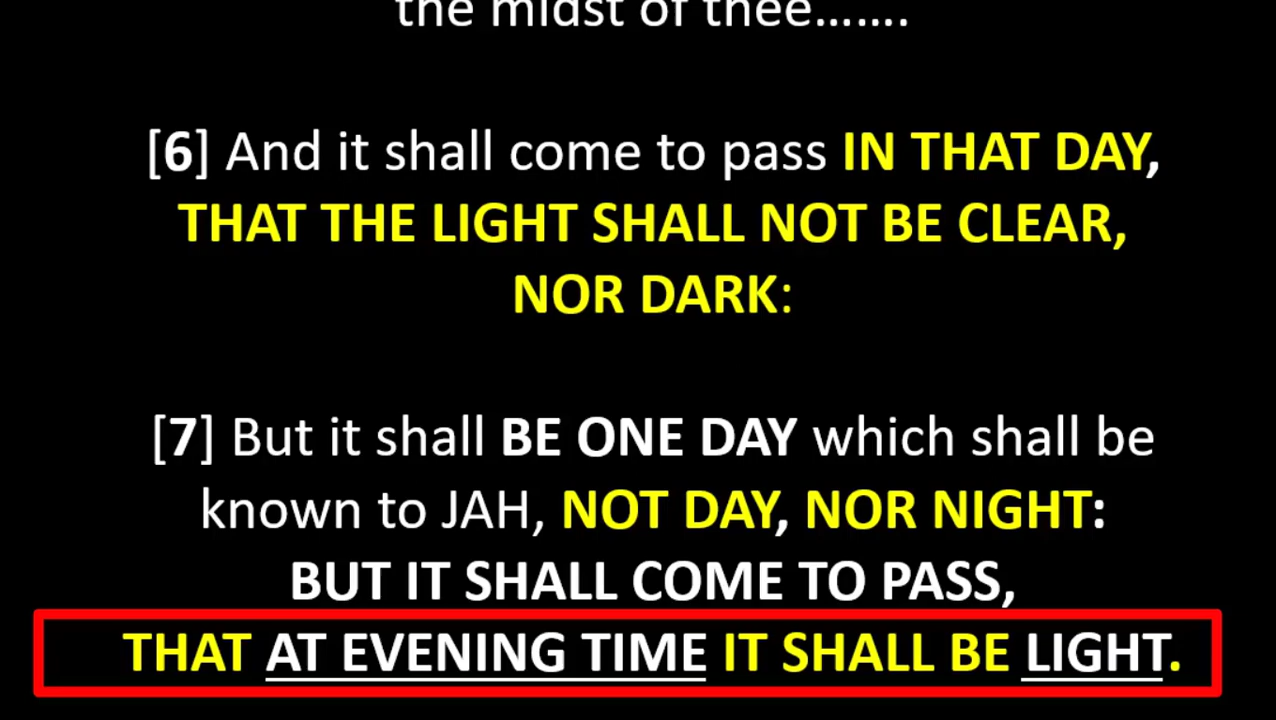 the midst of thee…….
[6] And it shall come to pass IN THAT DAY,
THAT THE LIGHT SHALL NOT BE CLEAR,
NOR DARK:
[7] But it shall BE ONE DAY which shall be
known to JAH, NOT DAY, NOR NIGHT:
BUT IT SHALL COME TO PASS,
THAT AT EVENING TIME IT SHALL BE LIGHT.